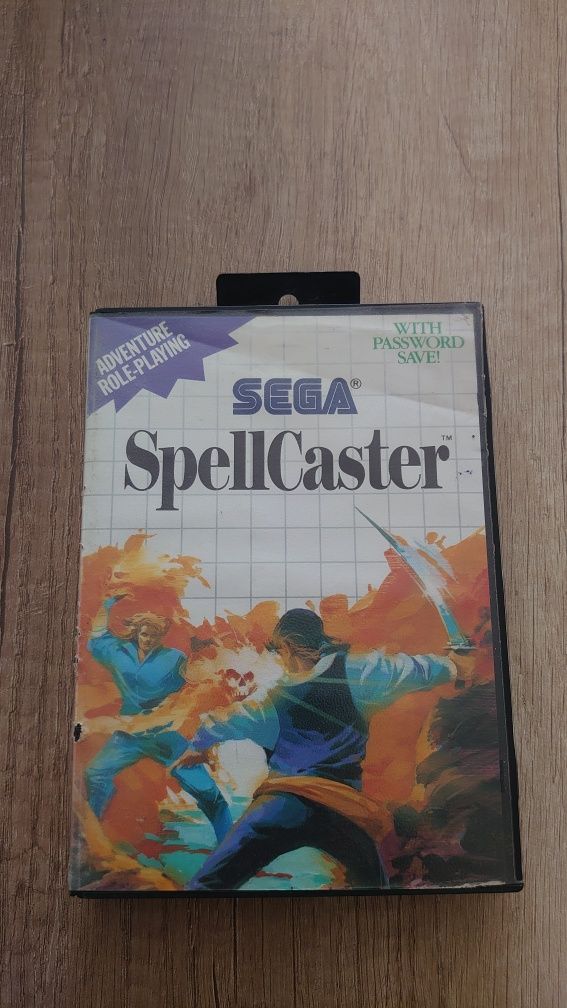 ADVENTURE
ROLE-PLAYING
WITH
PASSWORD
SAVE!
SEGA®
SpellCaster™